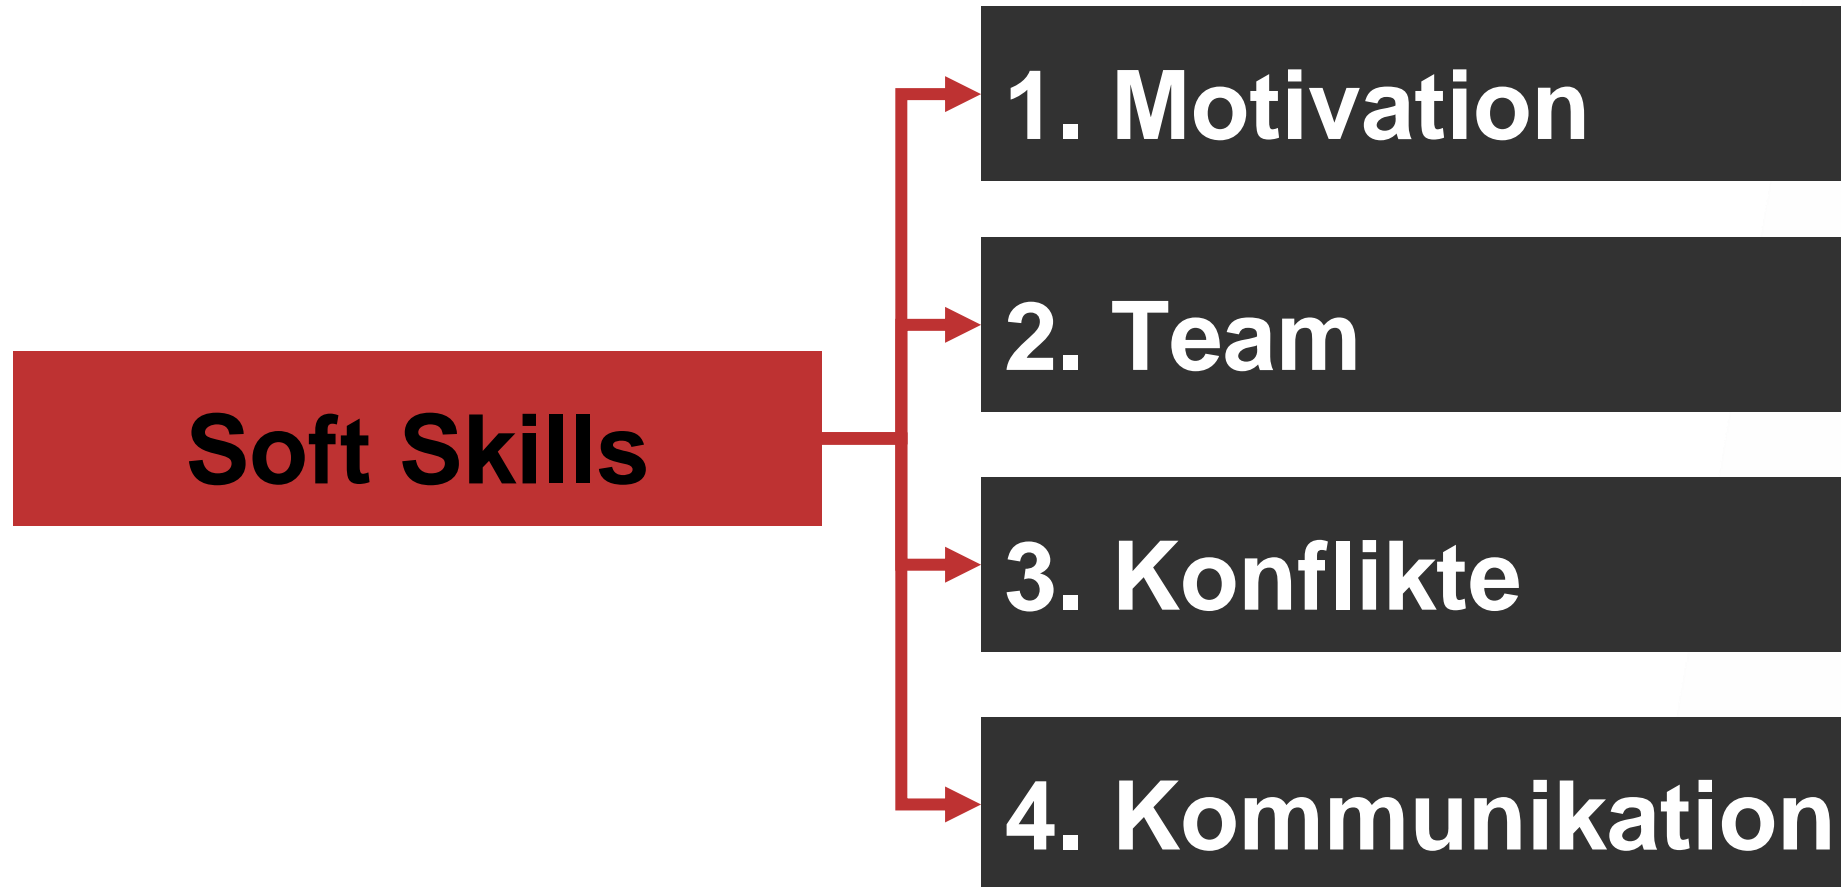 Soft Skills
1. Motivation
2. Team
3. Konflikte
4. Kommunikation